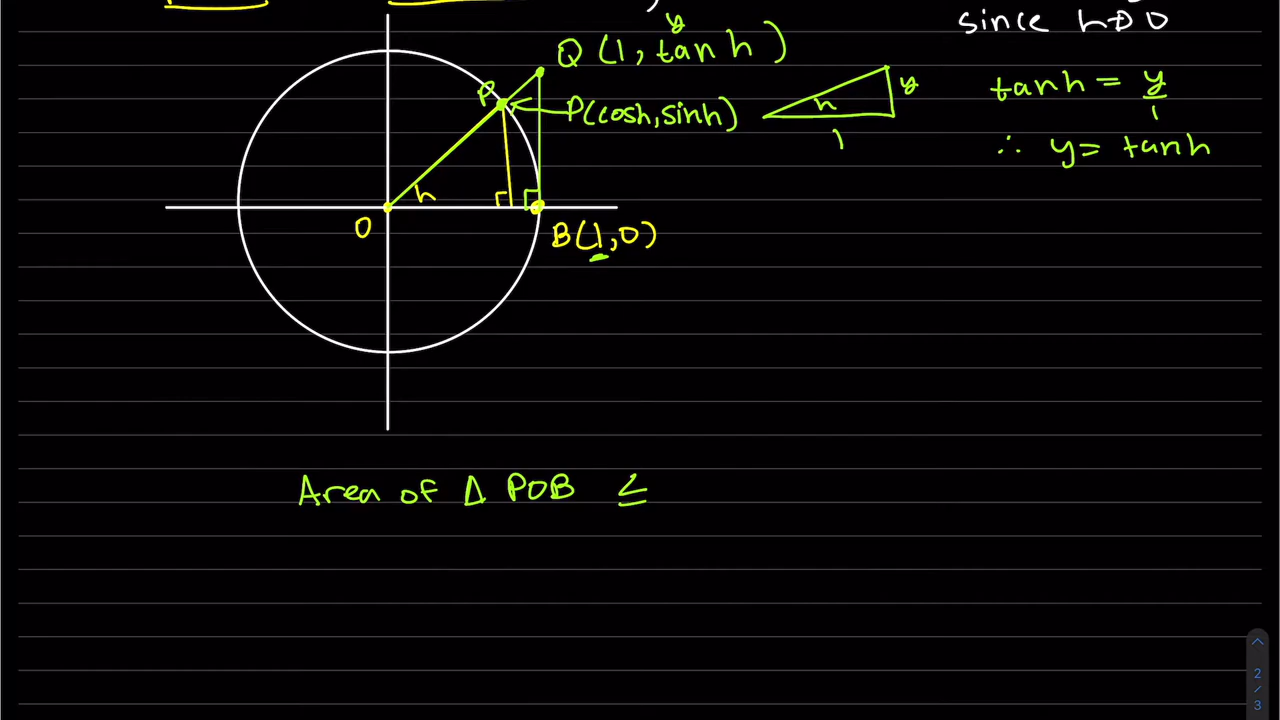 since h→0
y
Q (1, tan h)
tanh = y/1
P
P(cosh, sinh)
h
y
1
∴ y = tanh
h
O
B(1,0)
Area of Δ POB ≤
2/3